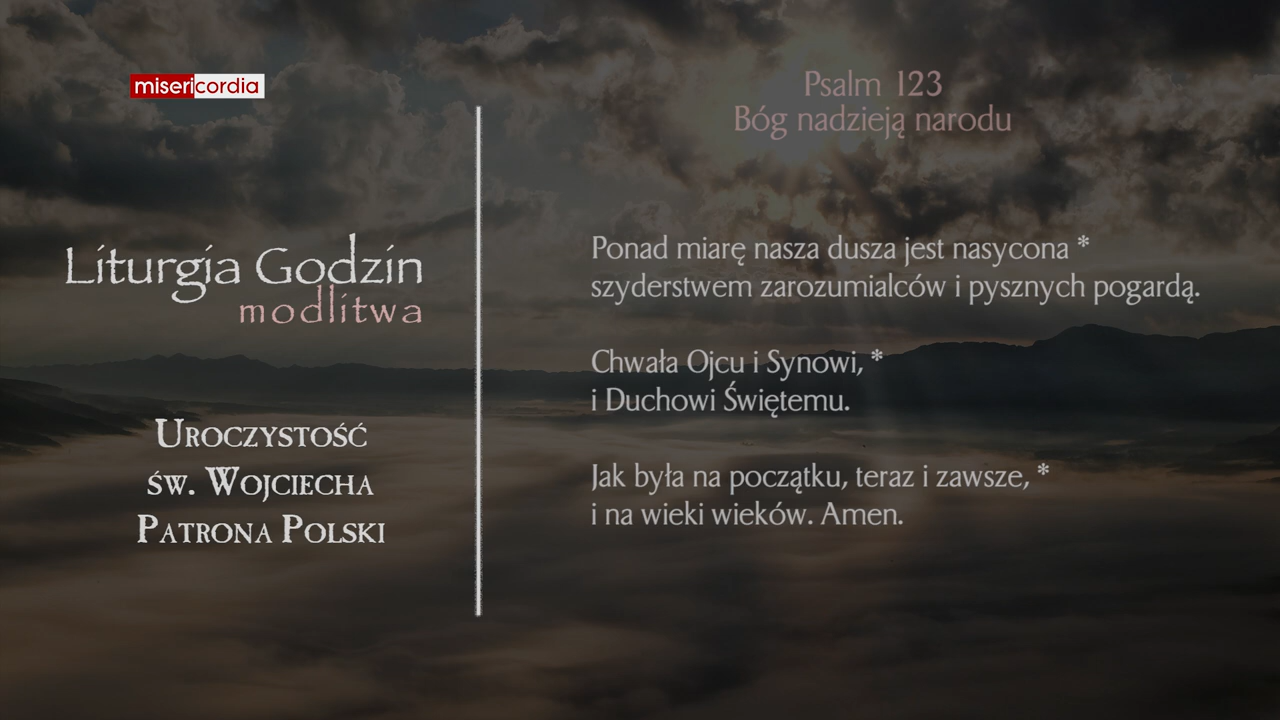 misericordia
Liturgia Godzin
modlitwa
Uroczystość
św. Wojciecha
Patrona Polski
Psalm 123
Bóg nadzieją narodu
Ponad miarę nasza dusza jest nasycona *
szyderstwem zarozumialców i pysznych pogardą.
Chwała Ojcu i Synowi, *
i Duchowi Świętemu.
Jak była na początku, teraz i zawsze, *
i na wieki wieków. Amen.